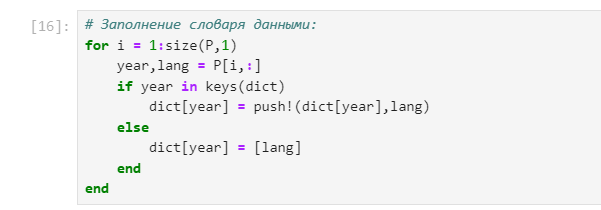 [16]: # Заполнение словаря данными:
for i = 1:size(P,1)
    year,lang = P[i,:]
    if year in keys(dict)
        dict[year] = push!(dict[year],lang)
    else
        dict[year] = [lang]
    end
end